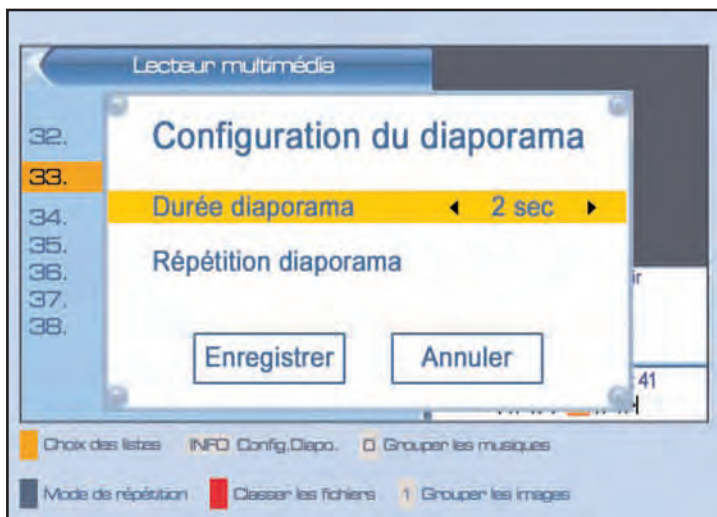 Lecteur multimédia
Configuration du diaporama
32.
33.
34.
35.
36.
37.
38.
Durée diaporama 2 sec
Répétition diaporama
Enregistrer Annuler
ir
41
Choix des listes INFO Config.Diapo. 0 Grouper les musiques
Mode de répétition Classer les fichiers 1 Grouper les images